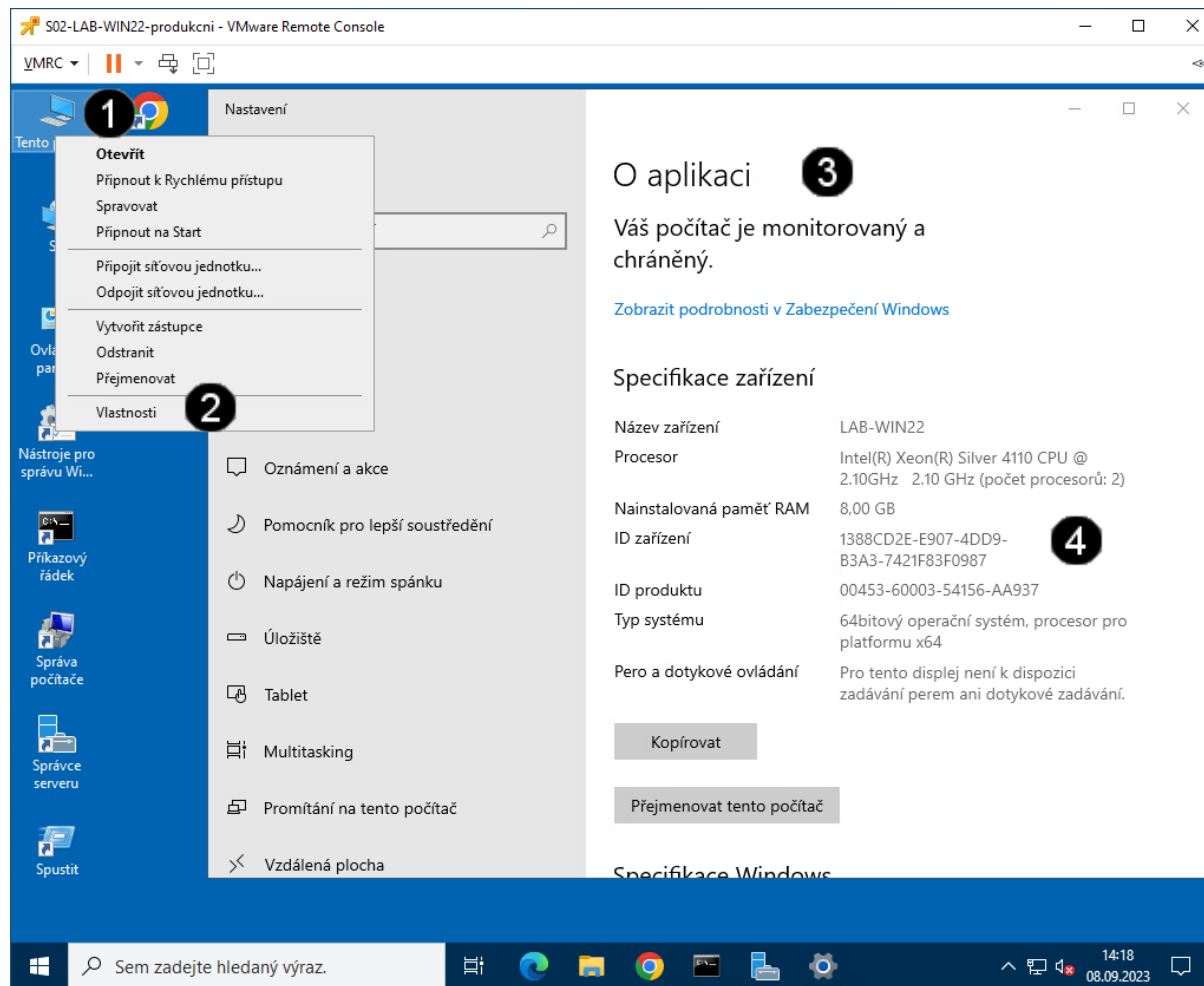 S02-LAB-WIN22-produkcni - VMware Remote Console
VMRC
Tento
1
Otevřít
Připnout k Rychlému přístupu
Spravovat
Připnout na Start
Připojit síťovou jednotku...
Odpojit síťovou jednotku...
Vytvořit zástupce
Odstranit
Přejmenovat
Vlastnosti
2
Nástroje pro
správu Wi...
Příkazový
řádek
Správa
počítače
Správce
serveru
Spustit
Nastavení
Oznámení a akce
Pomocník pro lepší soustředění
Napájení a režim spánku
Úložiště
Tablet
Multitasking
Promítání na tento počítač
Vzdálená plocha
O aplikaci
3
Váš počítač je monitorovaný a
chráněný.
Zobrazit podrobnosti v Zabezpečení Windows
Specifikace zařízení
Název zařízení LAB-WIN22
Procesor Intel(R) Xeon(R) Silver 4110 CPU @
2.10GHz 2.10 GHz (počet procesorů: 2)
Nainstalovaná paměť RAM 8,00 GB
ID zařízení 1388CD2E-E907-4DD9-
B3A3-7421F83F0987
4
ID produktu 00453-60003-54156-AA937
Typ systému 64bitový operační systém, procesor pro
platformu x64
Pero a dotykové ovládání Pro tento displej není k dispozici
zadávání perem ani dotykové zadávání.
Kopírovat
Přejmenovat tento počítač
Specifikace Windows
Sem zadejte hledaný výraz.
14:18
08.09.2023